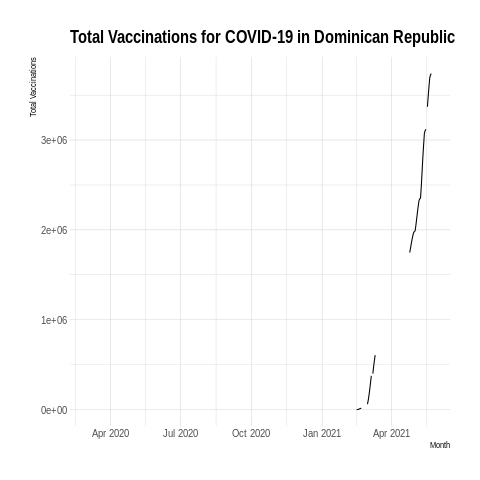 Total Vaccinations for COVID-19 in Dominican Republic
Total Vaccinations
3e+06
2e+06
1e+06
0e+00
Apr 2020 Jul 2020 Oct 2020 Jan 2021 Apr 2021
Month